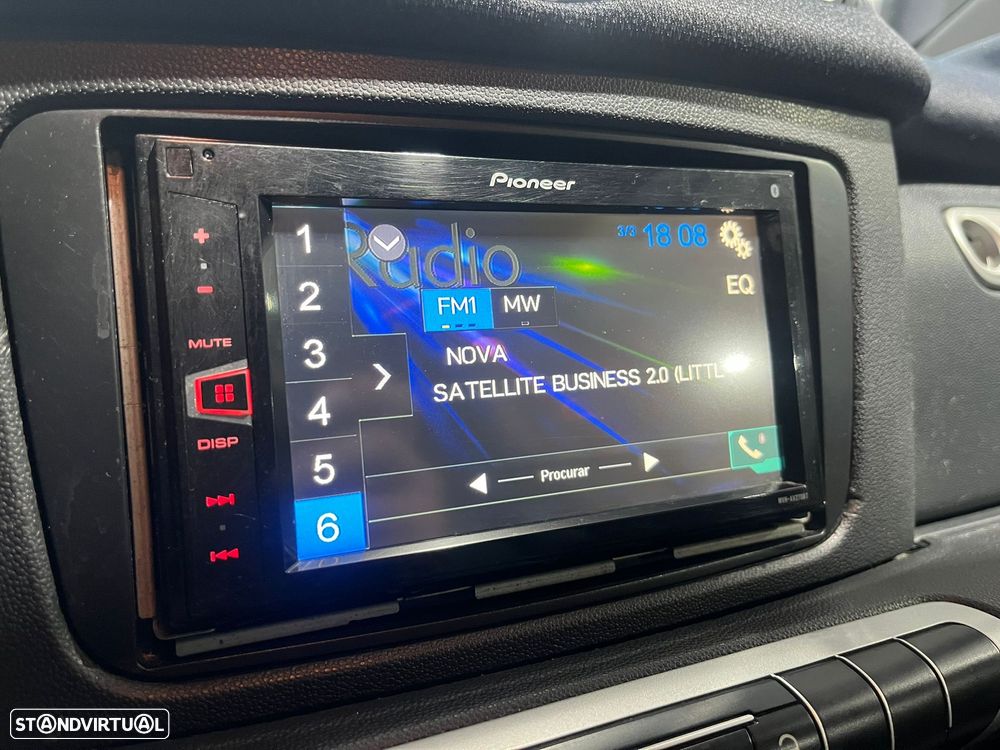 Pioneer
MUTE
DISP
1
2
3
4
5
6
Radio
3/3 18 08
FM1 MW
EQ
NOVA
SATELLITE BUSINESS 2.0 (LITTL
Procurar
STANDVIRTUAL